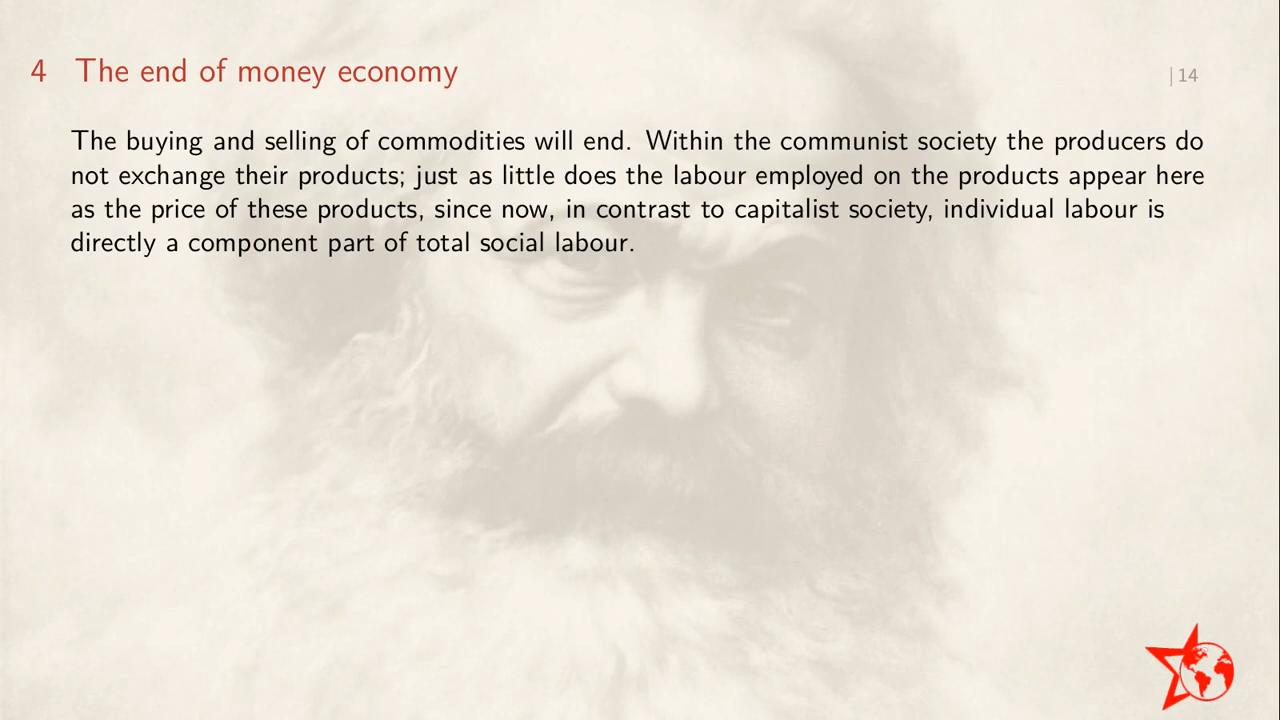 4 The end of money economy
| 14
The buying and selling of commodities will end. Within the communist society the producers do
not exchange their products; just as little does the labour employed on the products appear here
as the price of these products, since now, in contrast to capitalist society, individual labour is
directly a component part of total social labour.